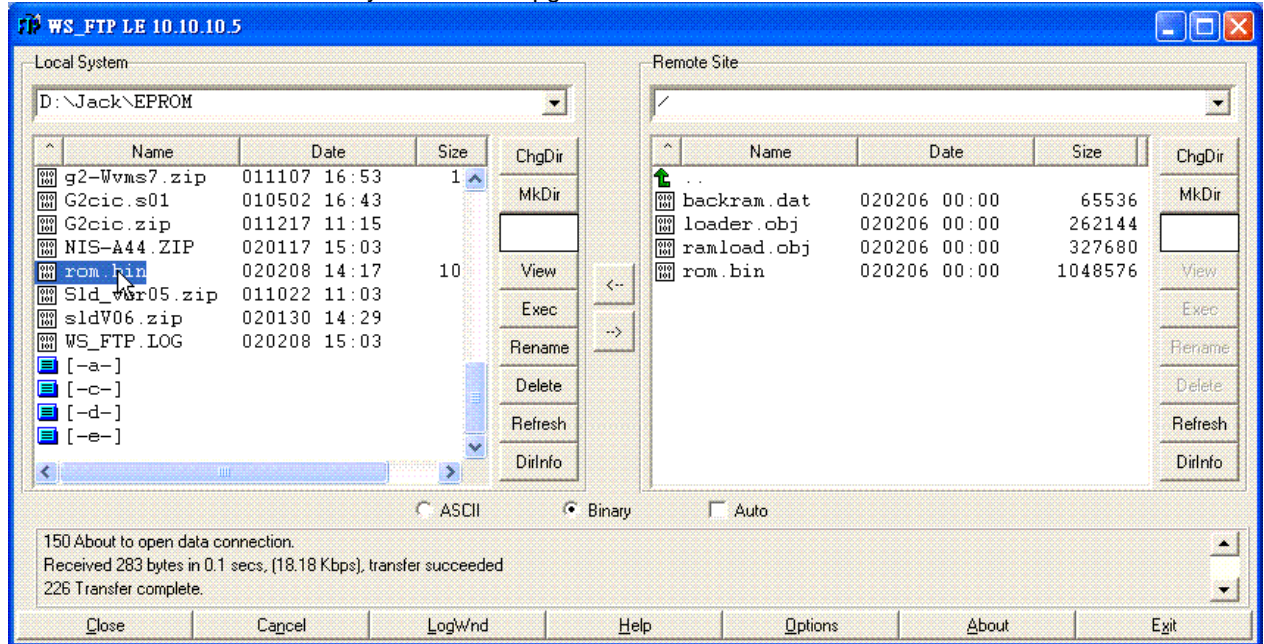 WS_FTP LE 10.10.10.5
Local System
D:\Jack\EPROM
^ Name Date Size
g2-Wvms7.zip 011107 16:53 1
G2cic.s01 010502 16:43
G2cic.zip 011217 11:15
NIS-A44.ZIP 020117 15:03
rom.bin 020208 14:17 10
Sld_Ver05.zip 011022 11:03
sldV06.zip 020130 14:29
WS_FTP.LOG 020208 15:03
[-a-]
[-c-]
[-d-]
[-e-]
ChgDir
MkDir
View
Exec
Rename
Delete
Refresh
DirInfo
<--
-->
Remote Site
/
^ Name Date Size
..
backram.dat 020206 00:00 65536
loader.obj 020206 00:00 262144
ramload.obj 020206 00:00 327680
rom.bin 020206 00:00 1048576
ChgDir
MkDir
View
Exec
Rename
Delete
Refresh
DirInfo
ASCII Binary Auto
150 About to open data connection.
Received 283 bytes in 0.1 secs, (18.18 Kbps), transfer succeeded
226 Transfer complete.
Close Cancel LogWnd Help Options About Exit